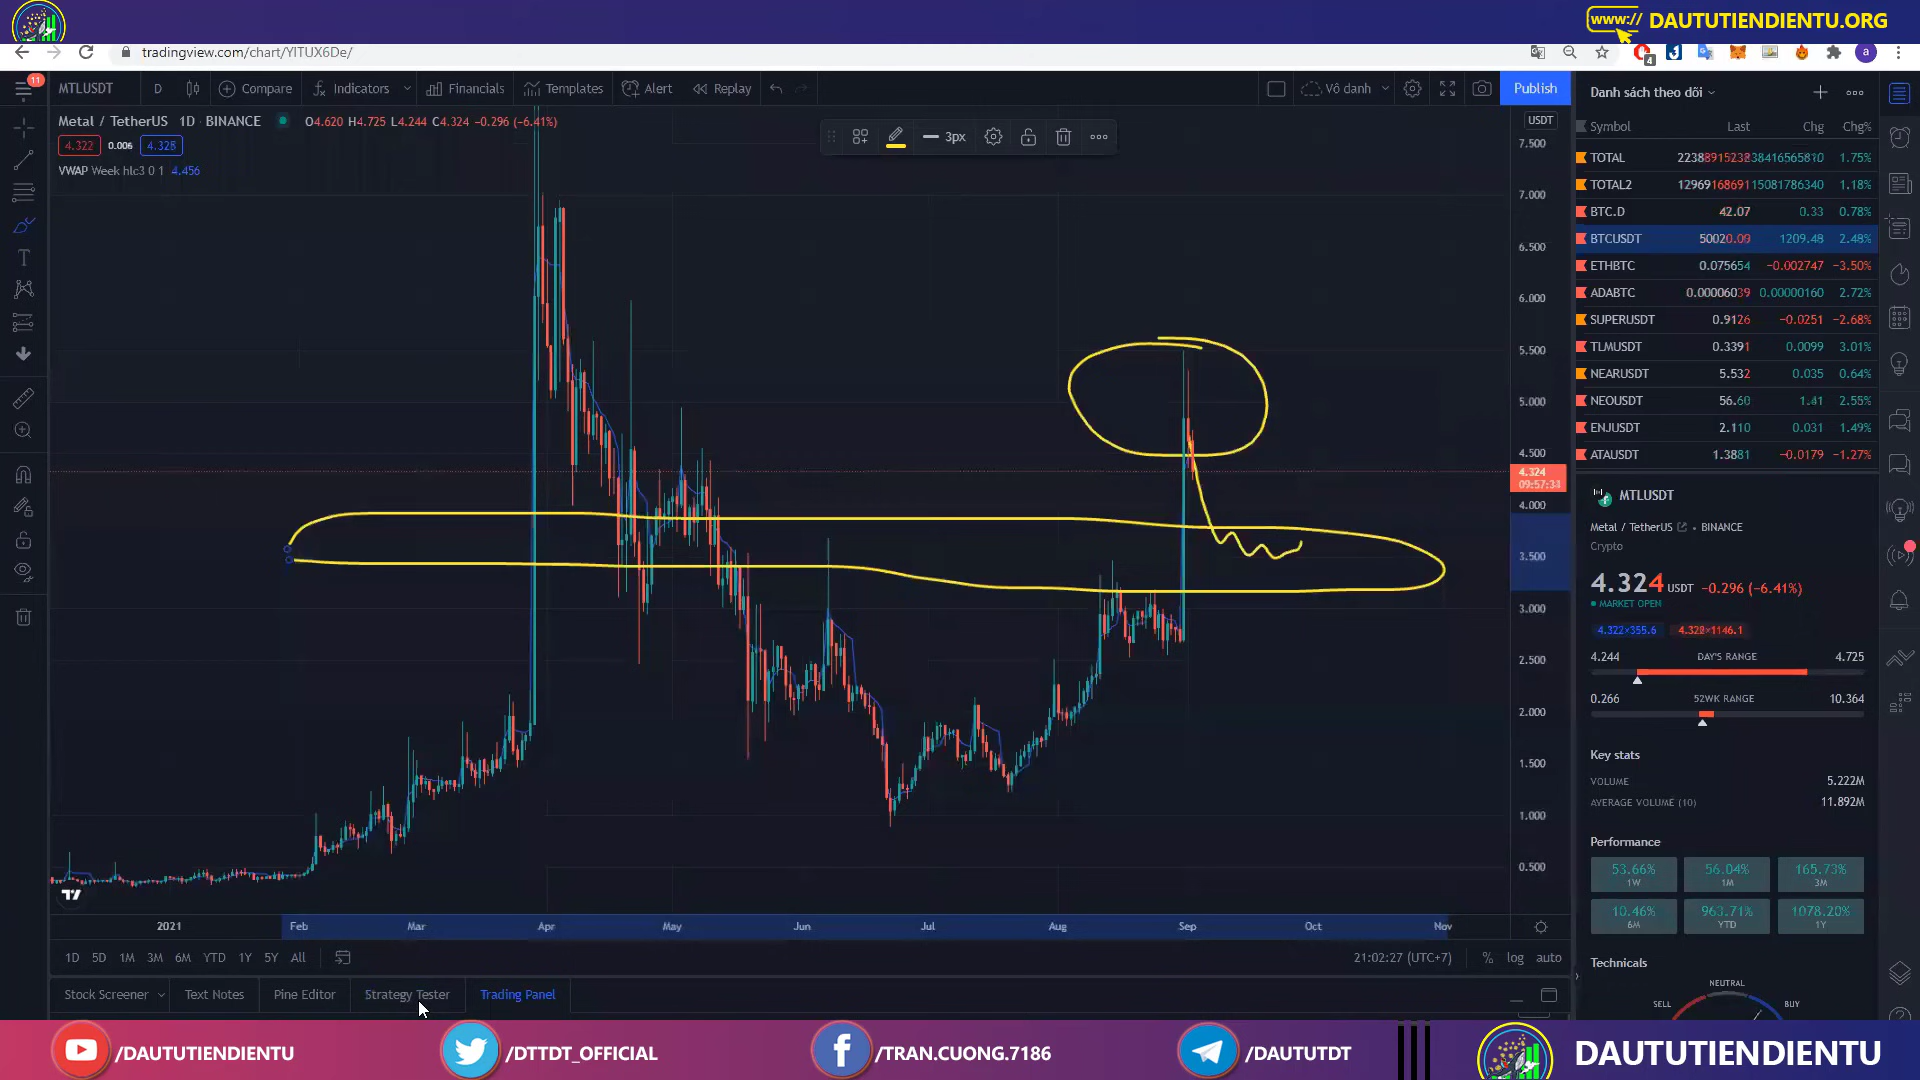 www:// DAUTUTIENDIENTU.ORG
tradingview.com/chart/YlTUX6De/
4
a
11
MTLUSDT D Compare Indicators Financials Templates Alert Replay Vô danh Publish
Metal / TetherUS 1D BINANCE O4.620 H4.725 L4.244 C4.324 −0.296 (−6.41%)
4.322 0.006 4.328
VWAP Week hlc3 0 1 4.456
3px
USDT
7.500
7.000
6.500
6.000
5.500
5.000
4.500
4.324
09:57:34
4.000
3.500
3.000
2.500
2.000
1.500
1.000
0.500
2021 Feb Mar Apr May Jun Jul Aug Sep Oct Nov
1D 5D 1M 3M 6M YTD 1Y 5Y All
21:02:27 (UTC+7) % log auto
Stock Screener Text Notes Pine Editor Strategy Tester Trading Panel
Danh sách theo dõi
Symbol Last Chg Chg%
TOTAL 1.75%
TOTAL2 1.18%
BTC.D 42.07 0.33 0.78%
BTCUSDT 50020.09 1209.48 2.48%
ETHBTC 0.075654 −0.002747 −3.50%
ADABTC 0.00006039 0.00000160 2.72%
SUPERUSDT 0.9126 −0.0251 −2.68%
TLMUSDT 0.3391 0.0099 3.01%
NEARUSDT 5.532 0.035 0.64%
NEOUSDT 56.60 1.41 2.55%
ENJUSDT 2.110 0.031 1.49%
ATAUSDT 1.3881 −0.0179 −1.27%
MTLUSDT
Metal / TetherUS • BINANCE
Crypto
4.324 USDT −0.296 (−6.41%)
MARKET OPEN
4.322×355.6 4.328×1146.1
4.244 DAY'S RANGE 4.725
0.266 52WK RANGE 10.364
Key stats
VOLUME 5.222M
AVERAGE VOLUME (10) 11.892M
Performance
53.66% 56.04% 165.73%
1W 1M 3M
10.46% 963.71% 1078.20%
6M YTD 1Y
Technicals
NEUTRAL
SELL BUY
/DAUTUTIENDIENTU /DTTDT_OFFICIAL /TRAN.CUONG.7186 /DAUTUTDT DAUTUTIENDIENTU